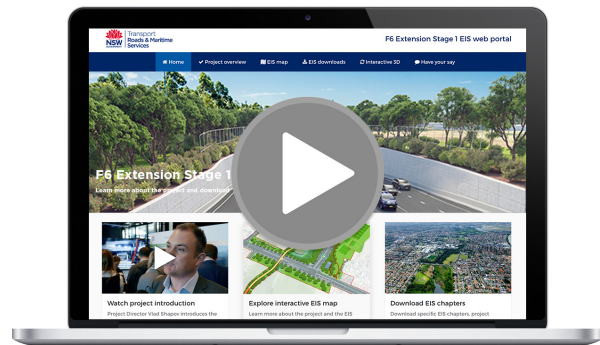 Transport
Roads & Maritime
Services
NSW
GOVERNMENT
F6 Extension Stage 1 EIS web portal
Home
Project overview
EIS map
EIS downloads
Interactive 3D
Have your say
F6 Extension Stage 1
Learn more about the project and download
Watch project introduction
Explore interactive EIS map
Download EIS chapters
Project Director Vlad Shapov introduces the
Learn more about the project and the EIS
Download specific EIS chapters, project